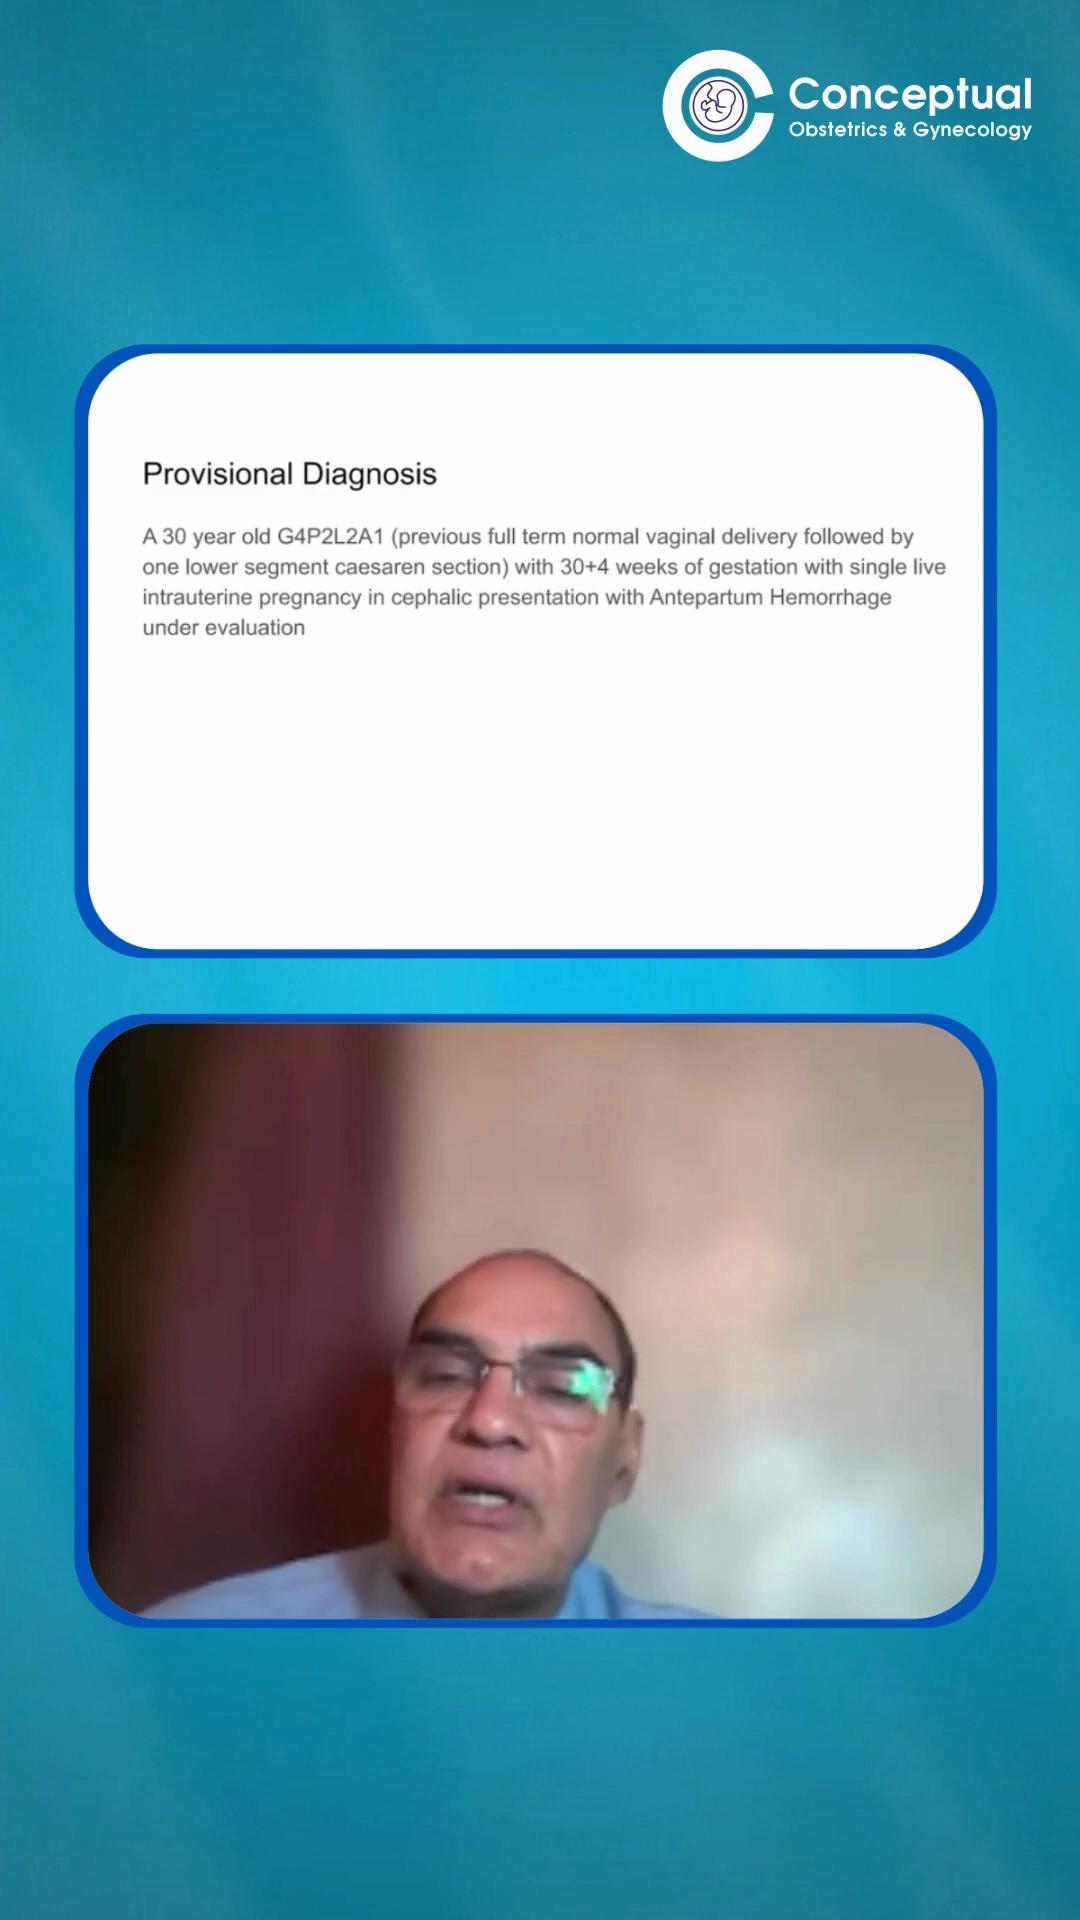 Conceptual
Obstetrics & Gynecology
Provisional Diagnosis
A 30 year old G4P2L2A1 (previous full term normal vaginal delivery followed by
one lower segment caesaren section) with 30+4 weeks of gestation with single live
intrauterine pregnancy in cephalic presentation with Antepartum Hemorrhage
under evaluation